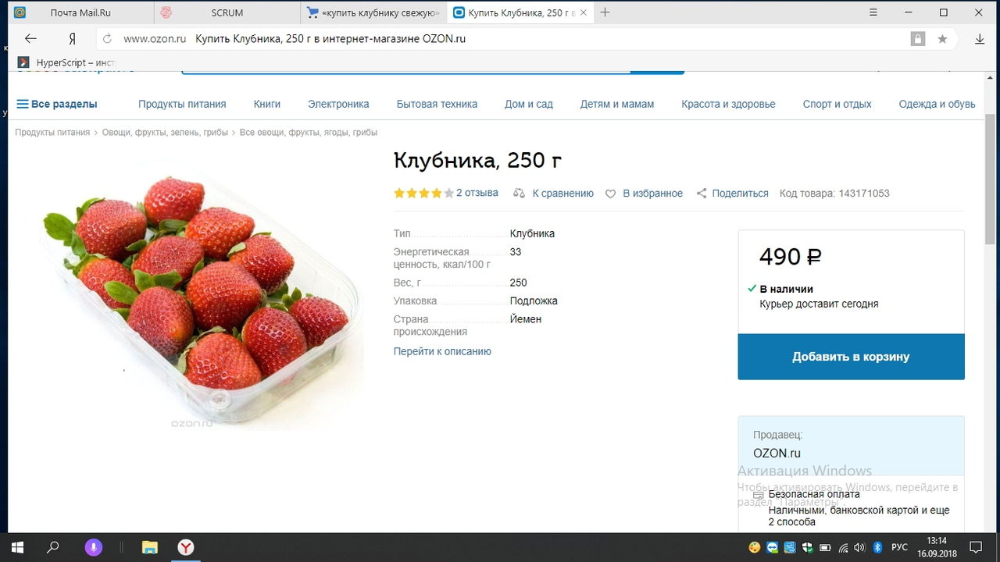 Почта Mail.Ru
SCRUM
«купить клубнику свежую»
Купить Клубника, 250 г в
www.ozon.ru Купить Клубника, 250 г в интернет-магазине OZON.ru
HyperScript – инст
Все разделы Продукты питания Книги Электроника Бытовая техника Дом и сад Детям и мамам Красота и здоровье Спорт и отдых Одежда и обувь
Продукты питания > Овощи, фрукты, зелень, грибы > Все овощи, фрукты, ягоды, грибы
Клубника, 250 г
2 отзыва К сравнению В избранное Поделиться Код товара: 143171053
Тип Клубника
Энергетическая 33
ценность, ккал/100 г
Вес, г 250
Упаковка Подложка
Страна Йемен
происхождения
Перейти к описанию
490 ₽
В наличии
Курьер доставит сегодня
Добавить в корзину
ozon.ru
Продавец:
OZON.ru
Активация Windows
Чтобы активировать Windows, перейдите в
раздел "Параметры".
Безопасная оплата
Наличными, банковской картой и еще
2 способа
РУС
13:14
16.09.2018